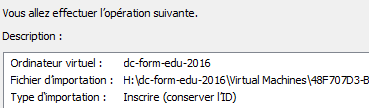 Vous allez effectuer l'opération suivante.
Description :
Ordinateur virtuel : dc-form-edu-2016
Fichier d'importation : H:\dc-form-edu-2016\Virtual Machines\48F707D3-B
Type d'importation : Inscrire (conserver l'ID)